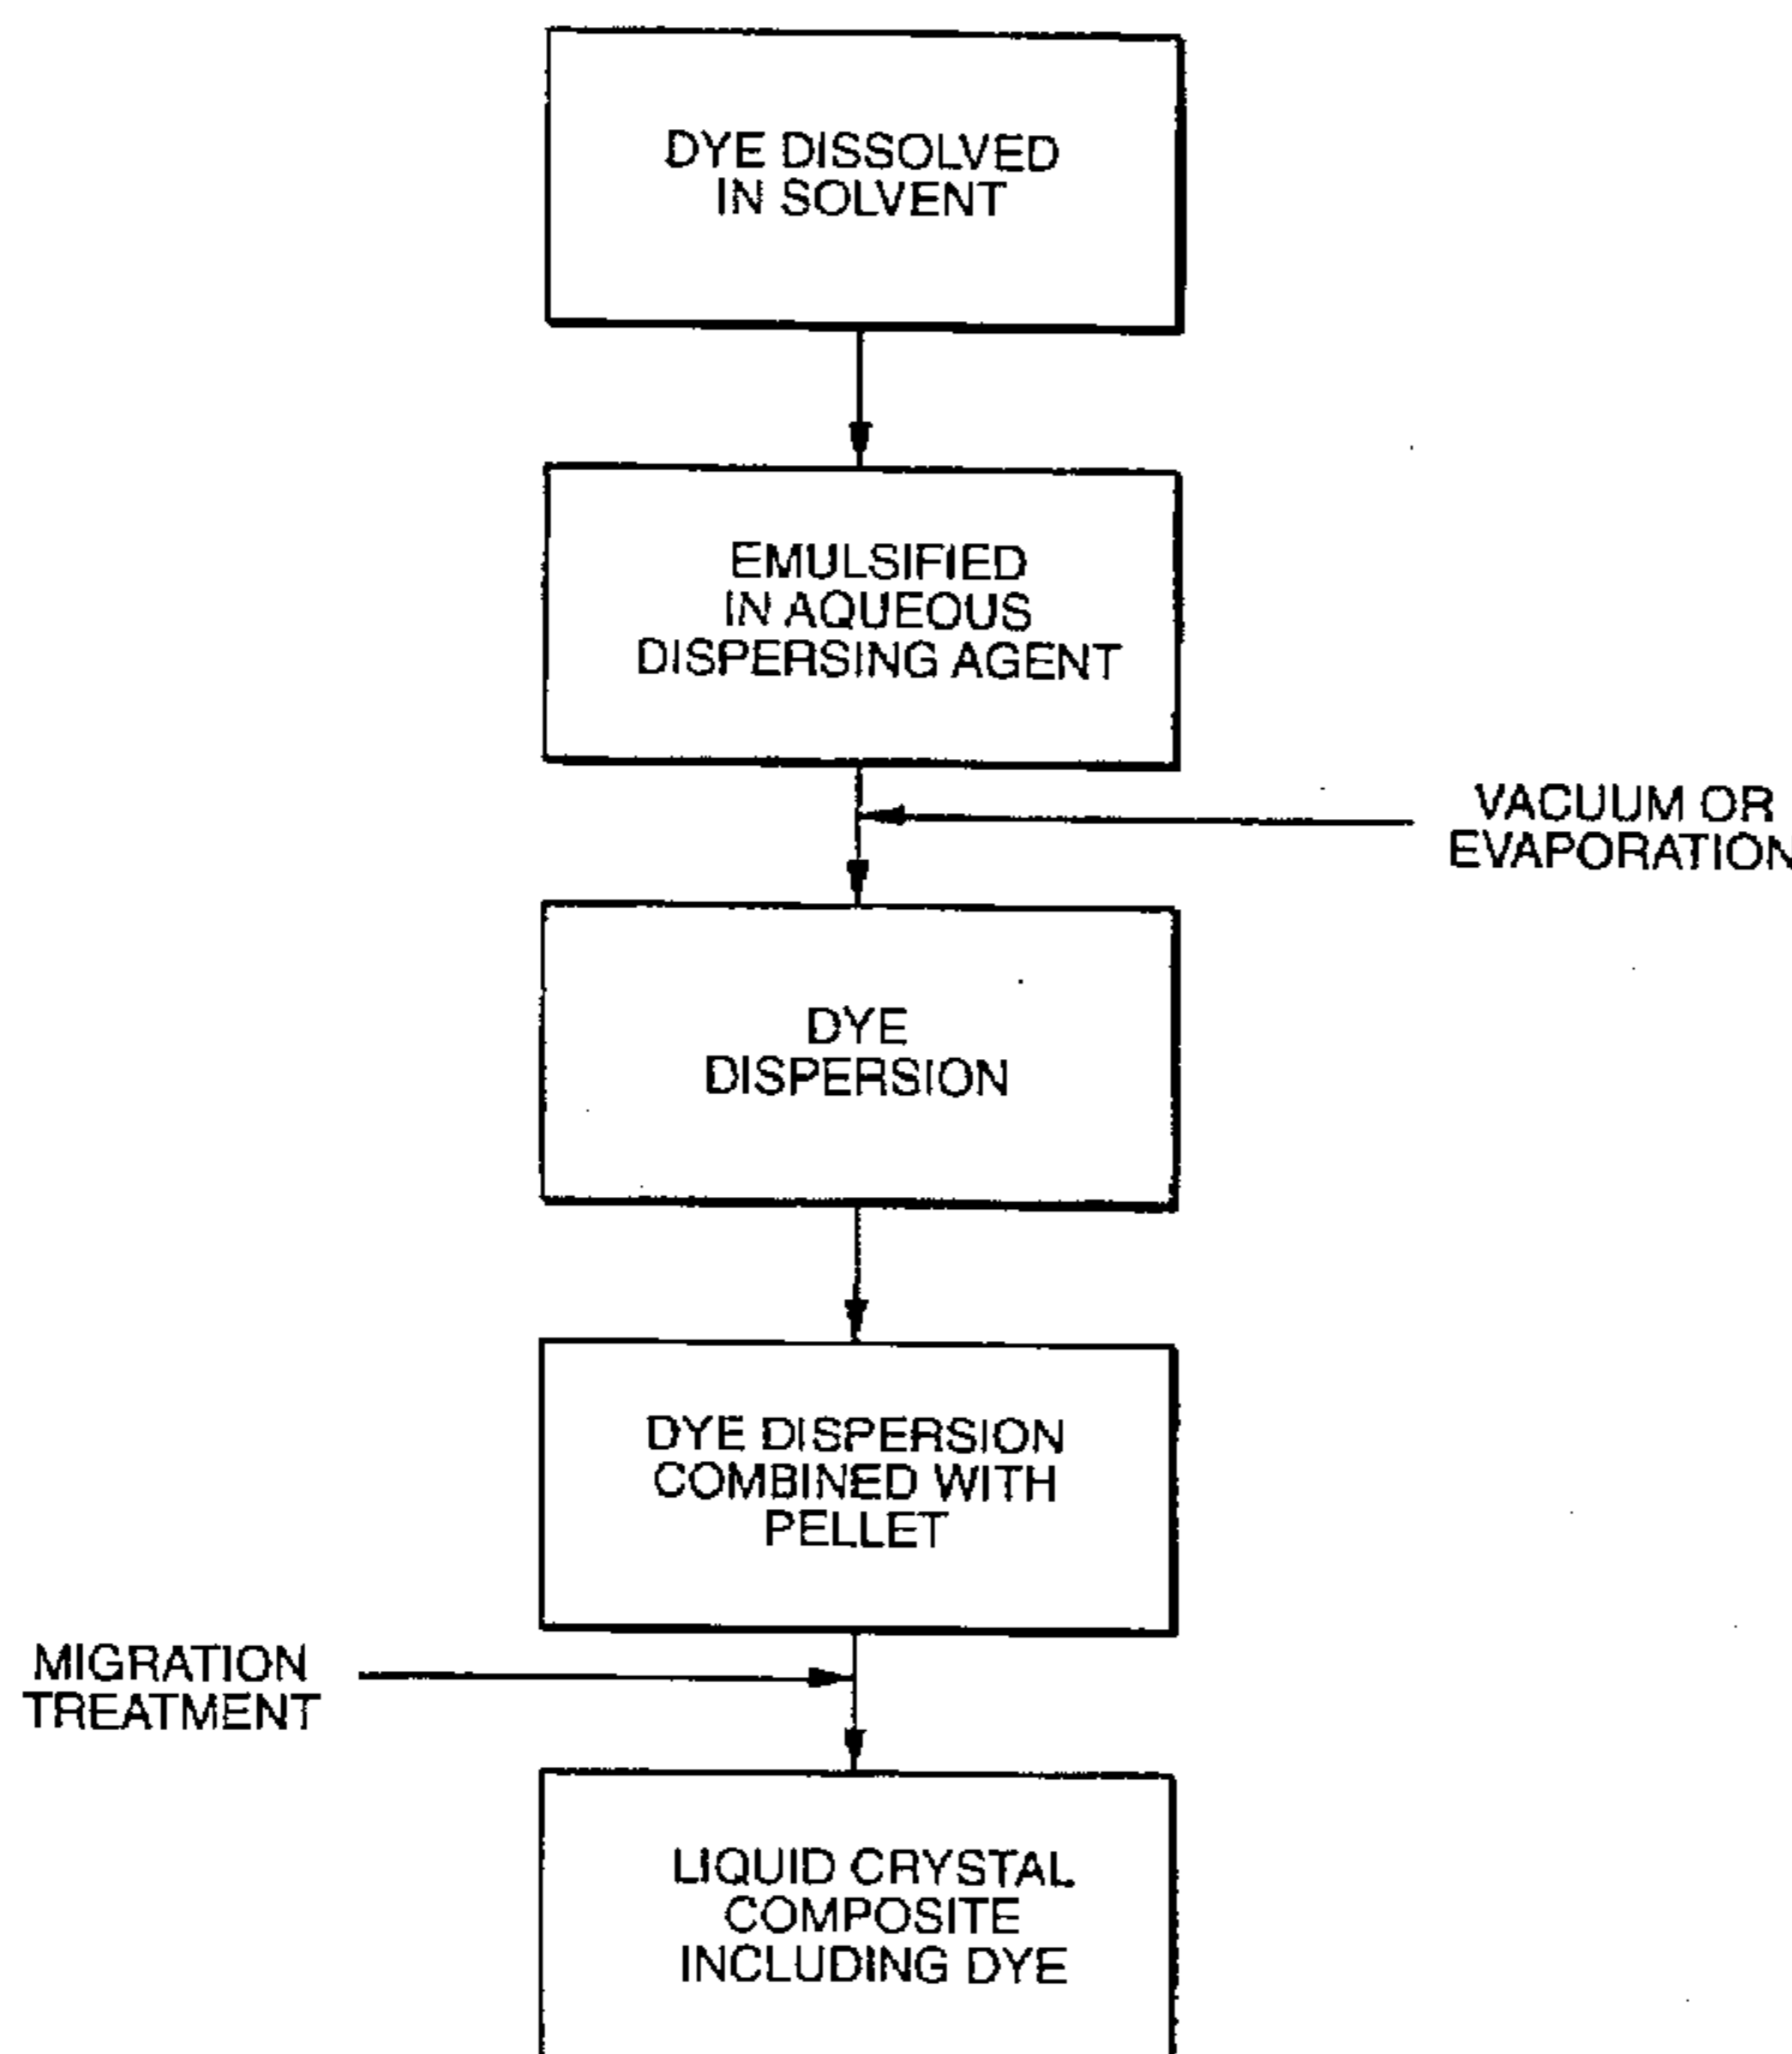 DYE DISSOLVED
IN SOLVENT
EMULSIFIED
IN AQUEOUS
DISPERSING AGENT
VACUUM OR
EVAPORATION
DYE
DISPERSION
DYE DISPERSION
COMBINED WITH
PELLET
MIGRATION
TREATMENT
LIQUID CRYSTAL
COMPOSITE
INCLUDING DYE